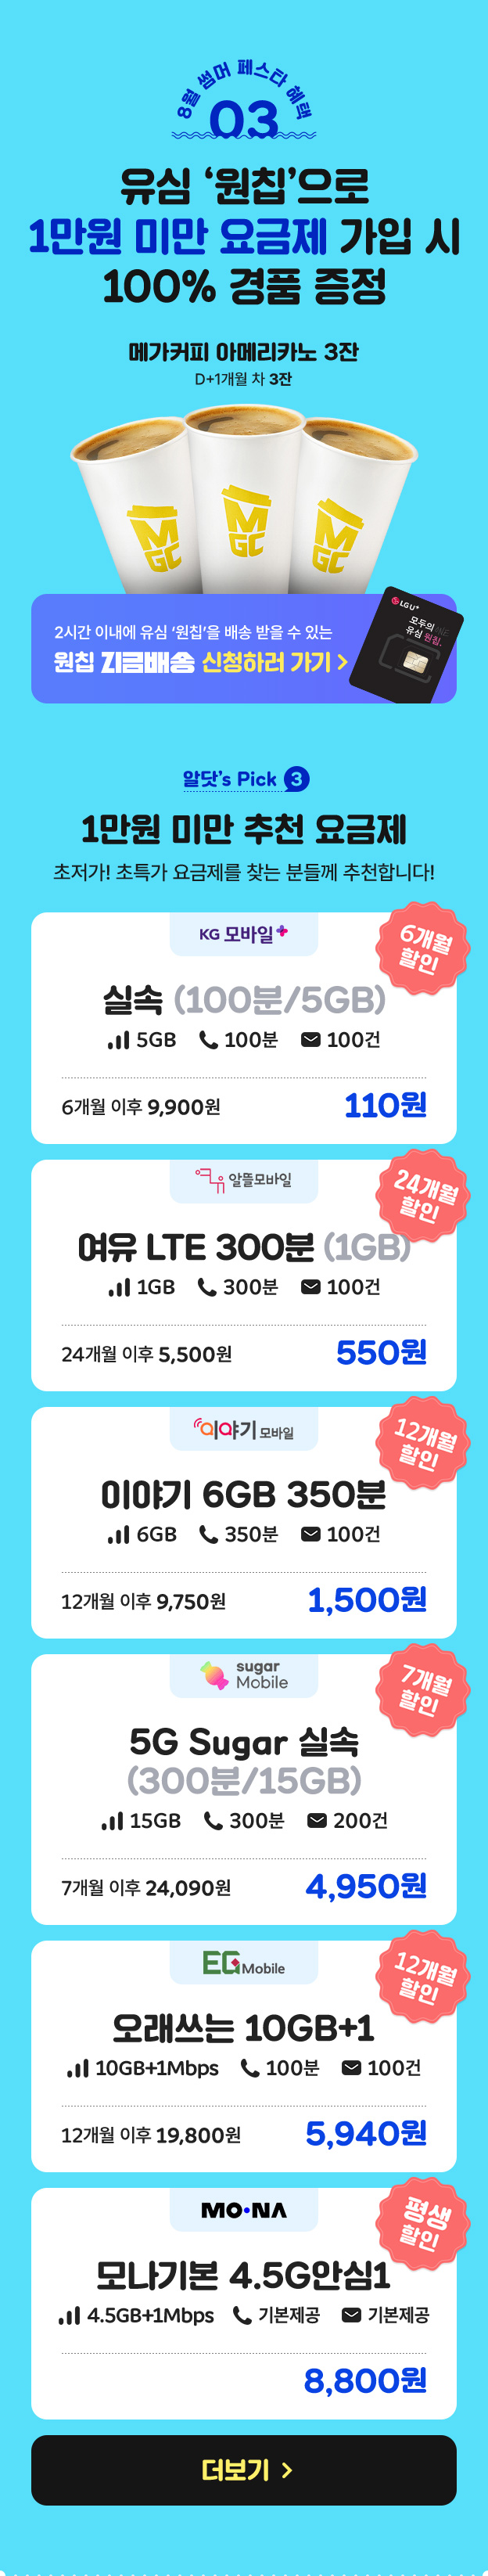 8월 썸머 페스타 혜택
03
유심 ‘원칩’으로
1만원 미만 요금제 가입 시
100% 경품 증정
메가커피 아메리카노 3잔
D+1개월 차 3잔
M
GC
M
GC
M
GC
2시간 이내에 유심 ‘원칩’을 배송 받을 수 있는
원칩 지금배송 신청하러 가기 >
LG U+
모두의
유심 원칩.
알닷’s Pick 3
1만원 미만 추천 요금제
초저가! 초특가 요금제를 찾는 분들께 추천합니다!
KG 모바일
6개월
할인
실속 (100분/5GB)
5GB 100분 100건
6개월 이후 9,900원 110원
알뜰모바일
24개월
할인
여유 LTE 300분 (1GB)
1GB 300분 100건
24개월 이후 5,500원 550원
이야기 모바일
12개월
할인
이야기 6GB 350분
6GB 350분 100건
12개월 이후 9,750원 1,500원
sugar
Mobile
7개월
할인
5G Sugar 실속
(300분/15GB)
15GB 300분 200건
7개월 이후 24,090원 4,950원
EG Mobile
12개월
할인
오래쓰는 10GB+1
10GB+1Mbps 100분 100건
12개월 이후 19,800원 5,940원
MO·NA
평생
할인
모나기본 4.5G안심1
4.5GB+1Mbps 기본제공 기본제공
8,800원
더보기 >